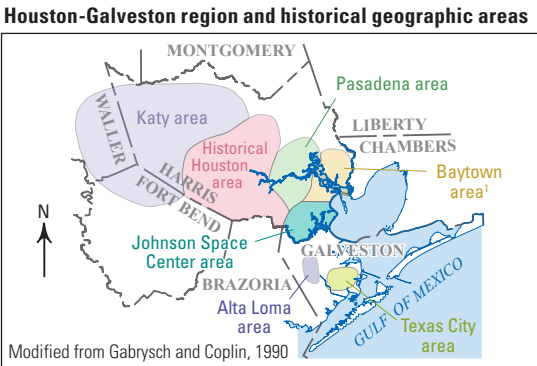 Houston-Galveston region and historical geographic areas
MONTGOMERY
Pasadena area
WALLER
Katy area
LIBERTY
CHAMBERS
Historical
Houston
area
HARRIS
FORT BEND
Baytown
area¹
N
Johnson Space
Center area
GALVESTON
BRAZORIA
Alta Loma
area
GULF OF MEXICO
Texas City
area
Modified from Gabrysch and Coplin, 1990